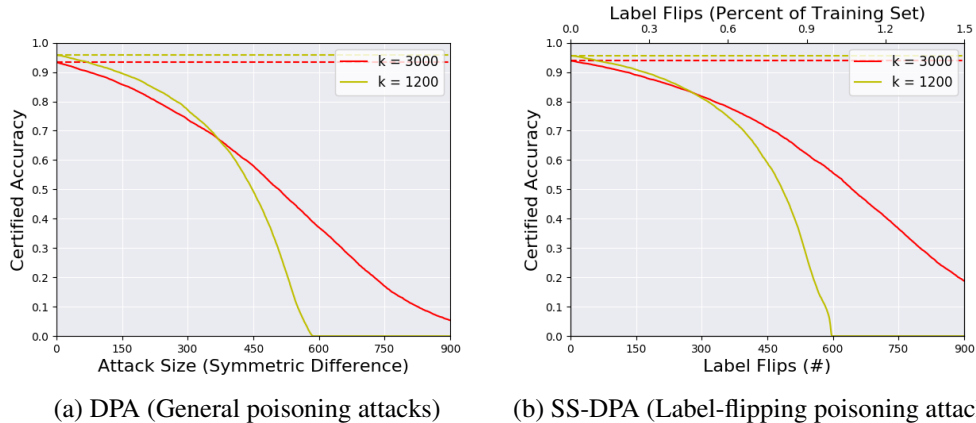 Label Flips (Percent of Training Set)
0.0 0.3 0.6 0.9 1.2 1.5
1.0
0.9
0.8
0.7
0.6
0.5
0.4
0.3
0.2
0.1
0.0
Certified Accuracy
k = 3000
k = 1200
0 150 300 450 600 750 900
Attack Size (Symmetric Difference)
(a) DPA (General poisoning attacks)
1.0
0.9
0.8
0.7
0.6
0.5
0.4
0.3
0.2
0.1
0.0
Certified Accuracy
k = 3000
k = 1200
0 150 300 450 600 750 900
Label Flips (#)
(b) SS-DPA (Label-flipping poisoning attac